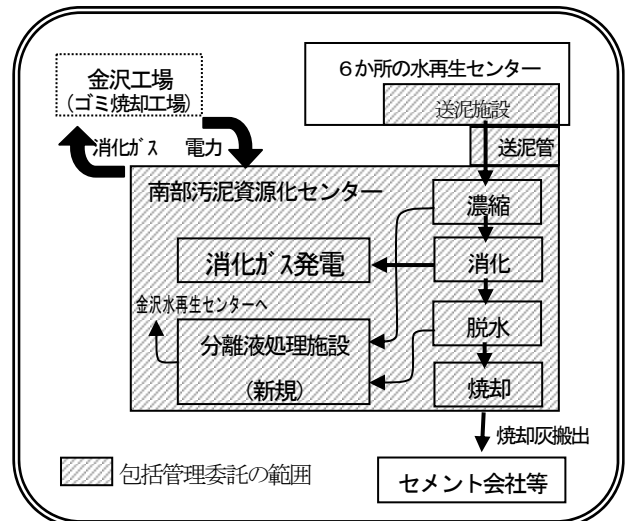 金沢工場
(ゴミ焼却工場)
6か所の水再生センター
送泥施設
送泥管
消化ｶﾞｽ
電力
南部汚泥資源化センター
濃縮
消化ｶﾞｽ発電
消化
金沢水再生センターへ
分離液処理施設
(新規)
脱水
焼却
焼却灰搬出
包括管理委託の範囲
セメント会社等